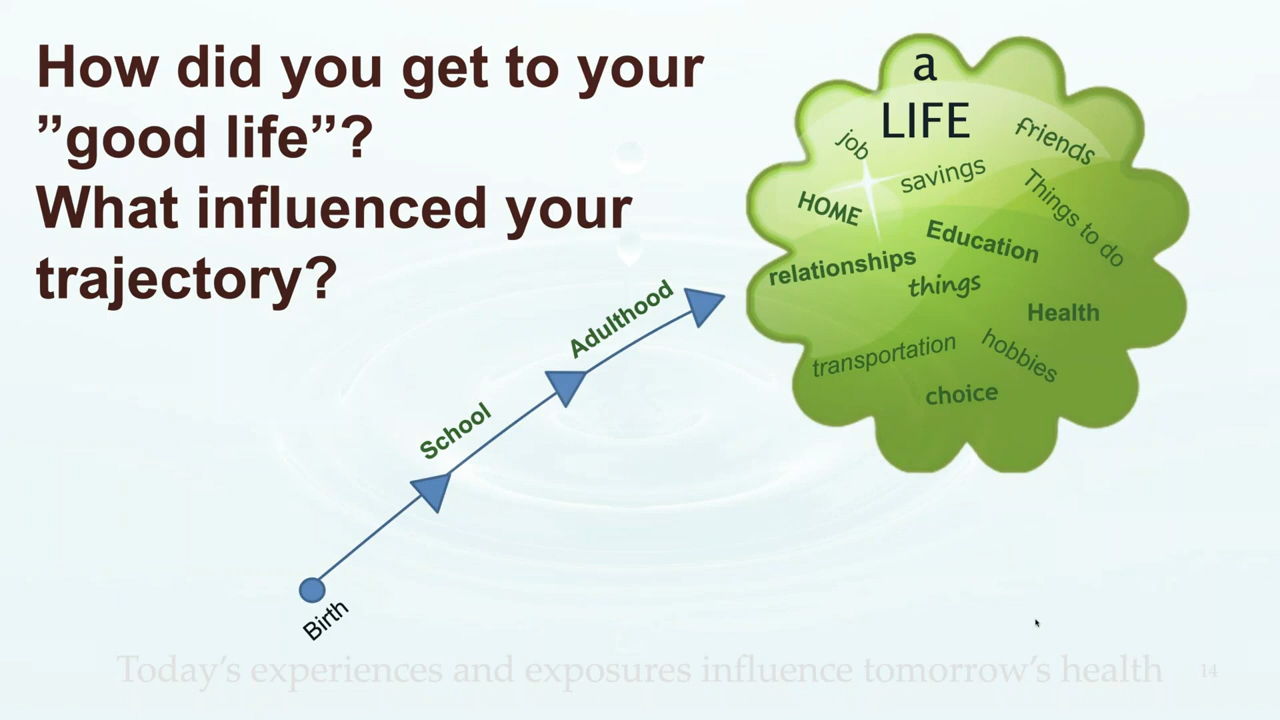 How did you get to your
”good life”?
What influenced your
trajectory?
a
LIFE
job
friends
savings
HOME
Things to do
Education
relationships
things
Health
transportation
hobbies
choice
Adulthood
School
Birth
Today’s experiences and exposures influence tomorrow’s health
14